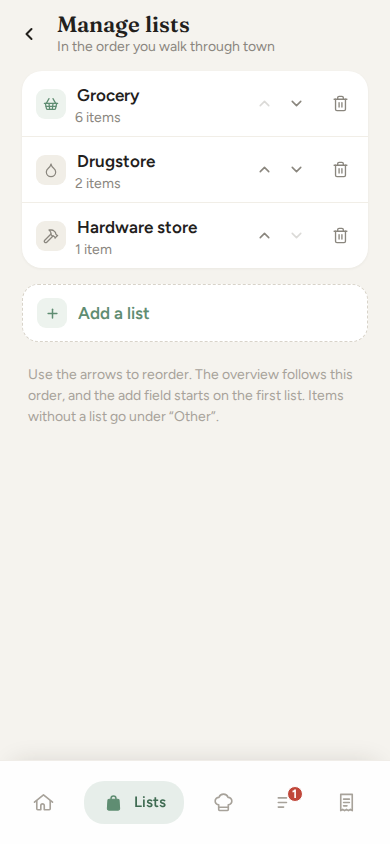 Manage lists
In the order you walk through town
Grocery
6 items
Drugstore
2 items
Hardware store
1 item
Add a list
Use the arrows to reorder. The overview follows this
order, and the add field starts on the first list. Items
without a list go under “Other”.
Lists
1